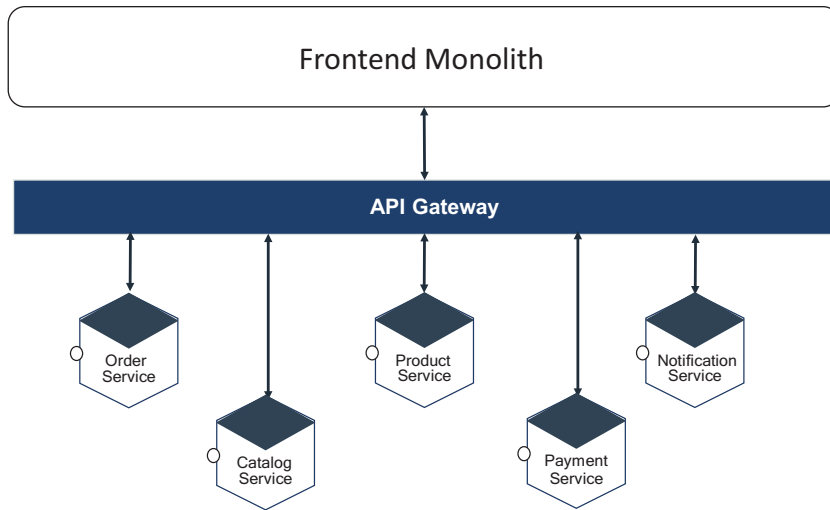 Frontend Monolith
API Gateway
Order
Service
Product
Service
Notification
Service
Catalog
Service
Payment
Service